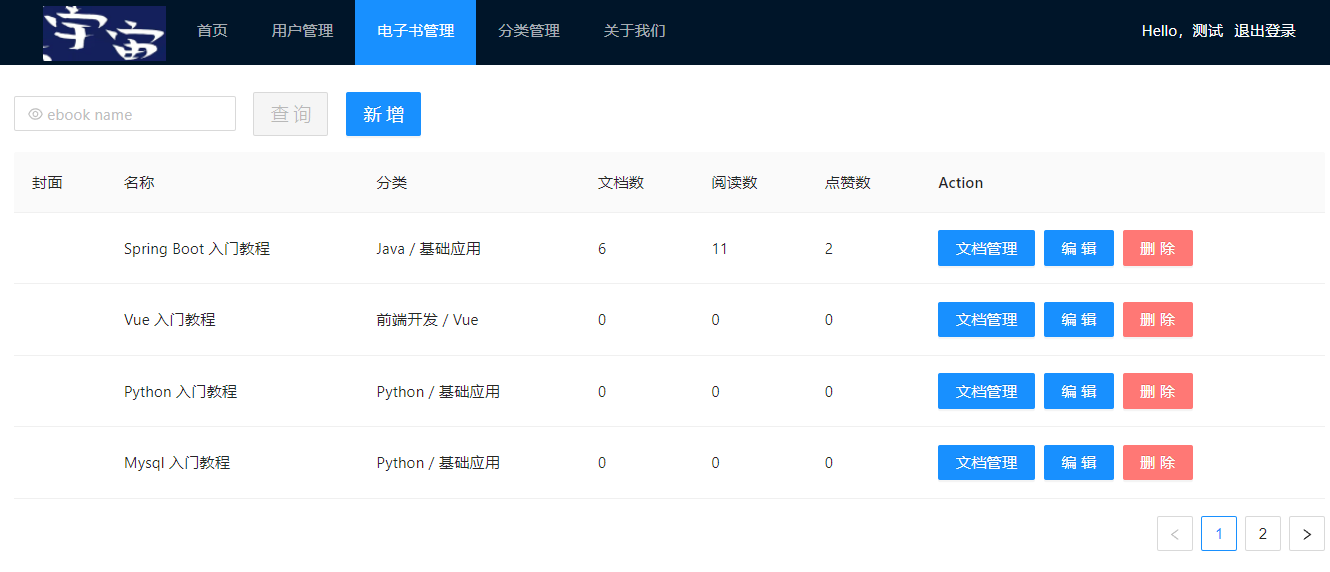 宇宙 首页 用户管理 电子书管理 分类管理 关于我们 Hello，测试 退出登录
ebook name 查 询 新 增
封面 名称 分类 文档数 阅读数 点赞数 Action
Spring Boot 入门教程 Java / 基础应用 6 11 2 文档管理 编 辑 删 除
Vue 入门教程 前端开发 / Vue 0 0 0 文档管理 编 辑 删 除
Python 入门教程 Python / 基础应用 0 0 0 文档管理 编 辑 删 除
Mysql 入门教程 Python / 基础应用 0 0 0 文档管理 编 辑 删 除
< 1 2 >